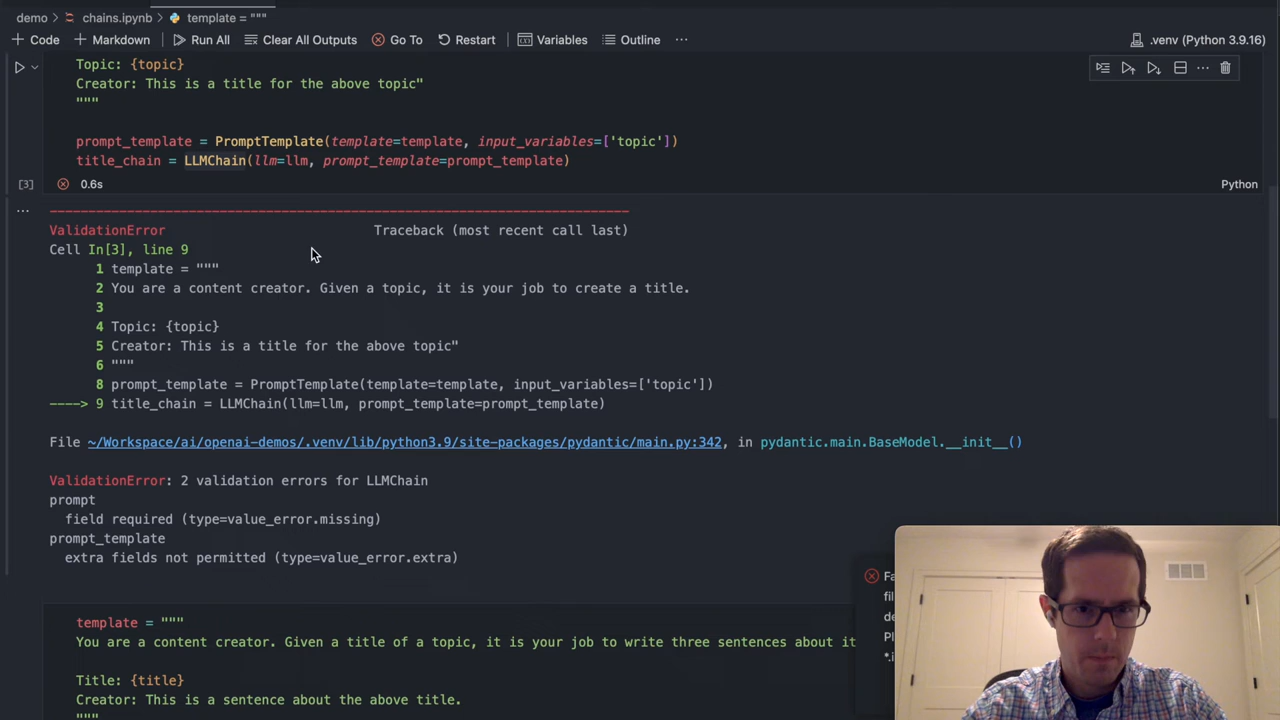 demo > chains.ipynb > template = """
+ Code + Markdown Run All Clear All Outputs Go To Restart Variables Outline ... .venv (Python 3.9.16)
Topic: {topic}
Creator: This is a title for the above topic"
"""
prompt_template = PromptTemplate(template=template, input_variables=['topic'])
title_chain = LLMChain(llm=llm, prompt_template=prompt_template)
[3] 0.6s Python
ValidationError Traceback (most recent call last)
Cell In[3], line 9
1 template = """
2 You are a content creator. Given a topic, it is your job to create a title.
3
4 Topic: {topic}
5 Creator: This is a title for the above topic"
6 """
8 prompt_template = PromptTemplate(template=template, input_variables=['topic'])
----> 9 title_chain = LLMChain(llm=llm, prompt_template=prompt_template)
File ~/Workspace/ai/openai-demos/.venv/lib/python3.9/site-packages/pydantic/main.py:342, in pydantic.main.BaseModel.__init__()
ValidationError: 2 validation errors for LLMChain
prompt
field required (type=value_error.missing)
prompt_template
extra fields not permitted (type=value_error.extra)
template = """
You are a content creator. Given a title of a topic, it is your job to write three sentences about it
Title: {title}
Creator: This is a sentence about the above title.
"""